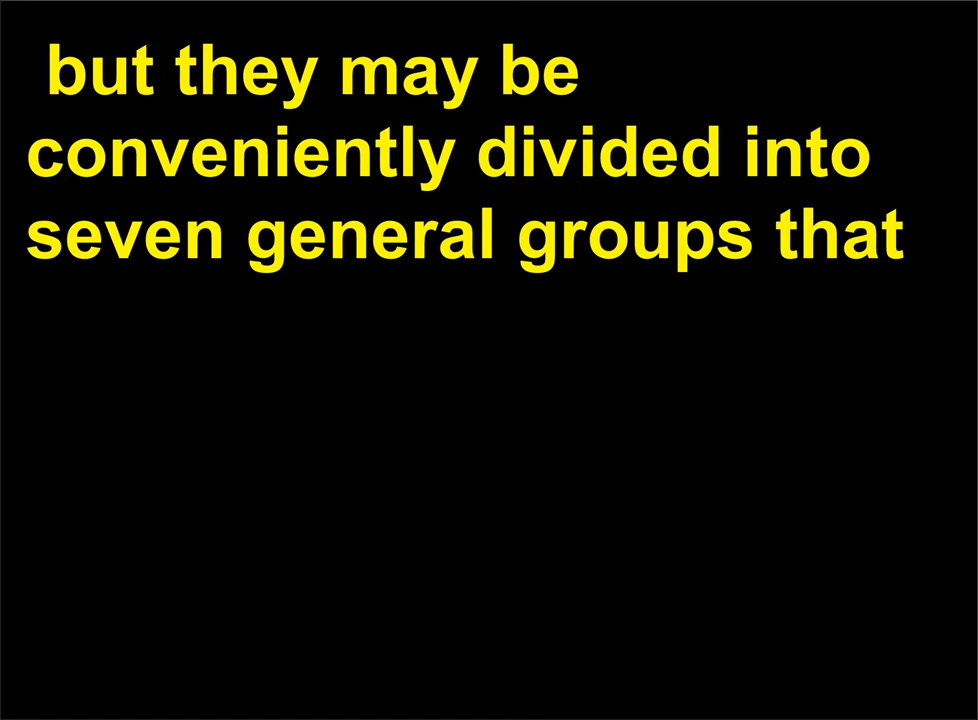 but they may be
conveniently divided into
seven general groups that